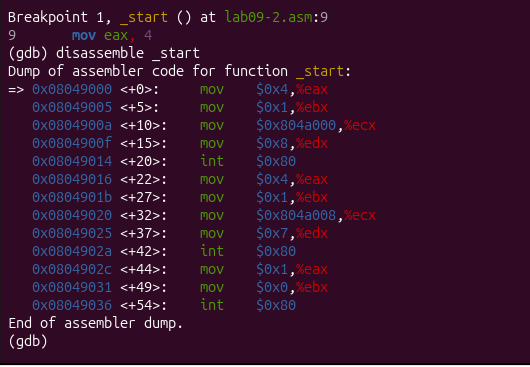 Breakpoint 1, _start () at lab09-2.asm:9
9 mov eax, 4
(gdb) disassemble _start
Dump of assembler code for function _start:
=> 0x08049000 <+0>: mov $0x4,%eax
0x08049005 <+5>: mov $0x1,%ebx
0x0804900a <+10>: mov $0x804a000,%ecx
0x0804900f <+15>: mov $0x8,%edx
0x08049014 <+20>: int $0x80
0x08049016 <+22>: mov $0x4,%eax
0x0804901b <+27>: mov $0x1,%ebx
0x08049020 <+32>: mov $0x804a008,%ecx
0x08049025 <+37>: mov $0x7,%edx
0x0804902a <+42>: int $0x80
0x0804902c <+44>: mov $0x1,%eax
0x08049031 <+49>: mov $0x0,%ebx
0x08049036 <+54>: int $0x80
End of assembler dump.
(gdb)